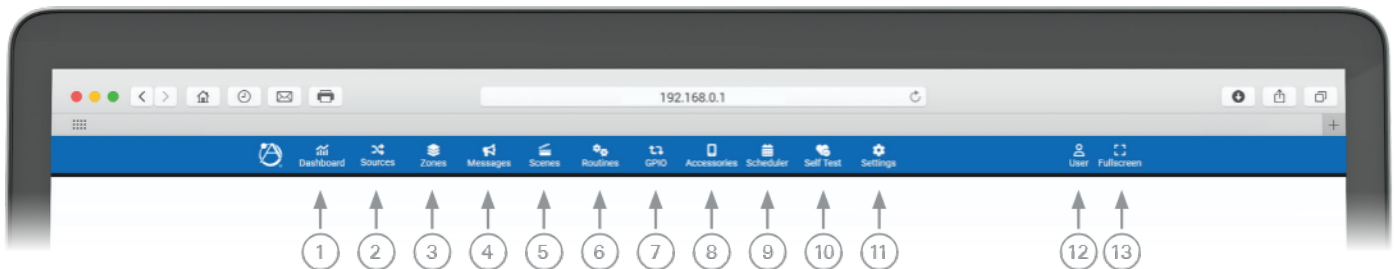 192.168.0.1
Dashboard Sources Zones Messages Scenes Routines GPIO Accessories Scheduler Self Test Settings User Fullscreen
1 2 3 4 5 6 7 8 9 10 11 12 13